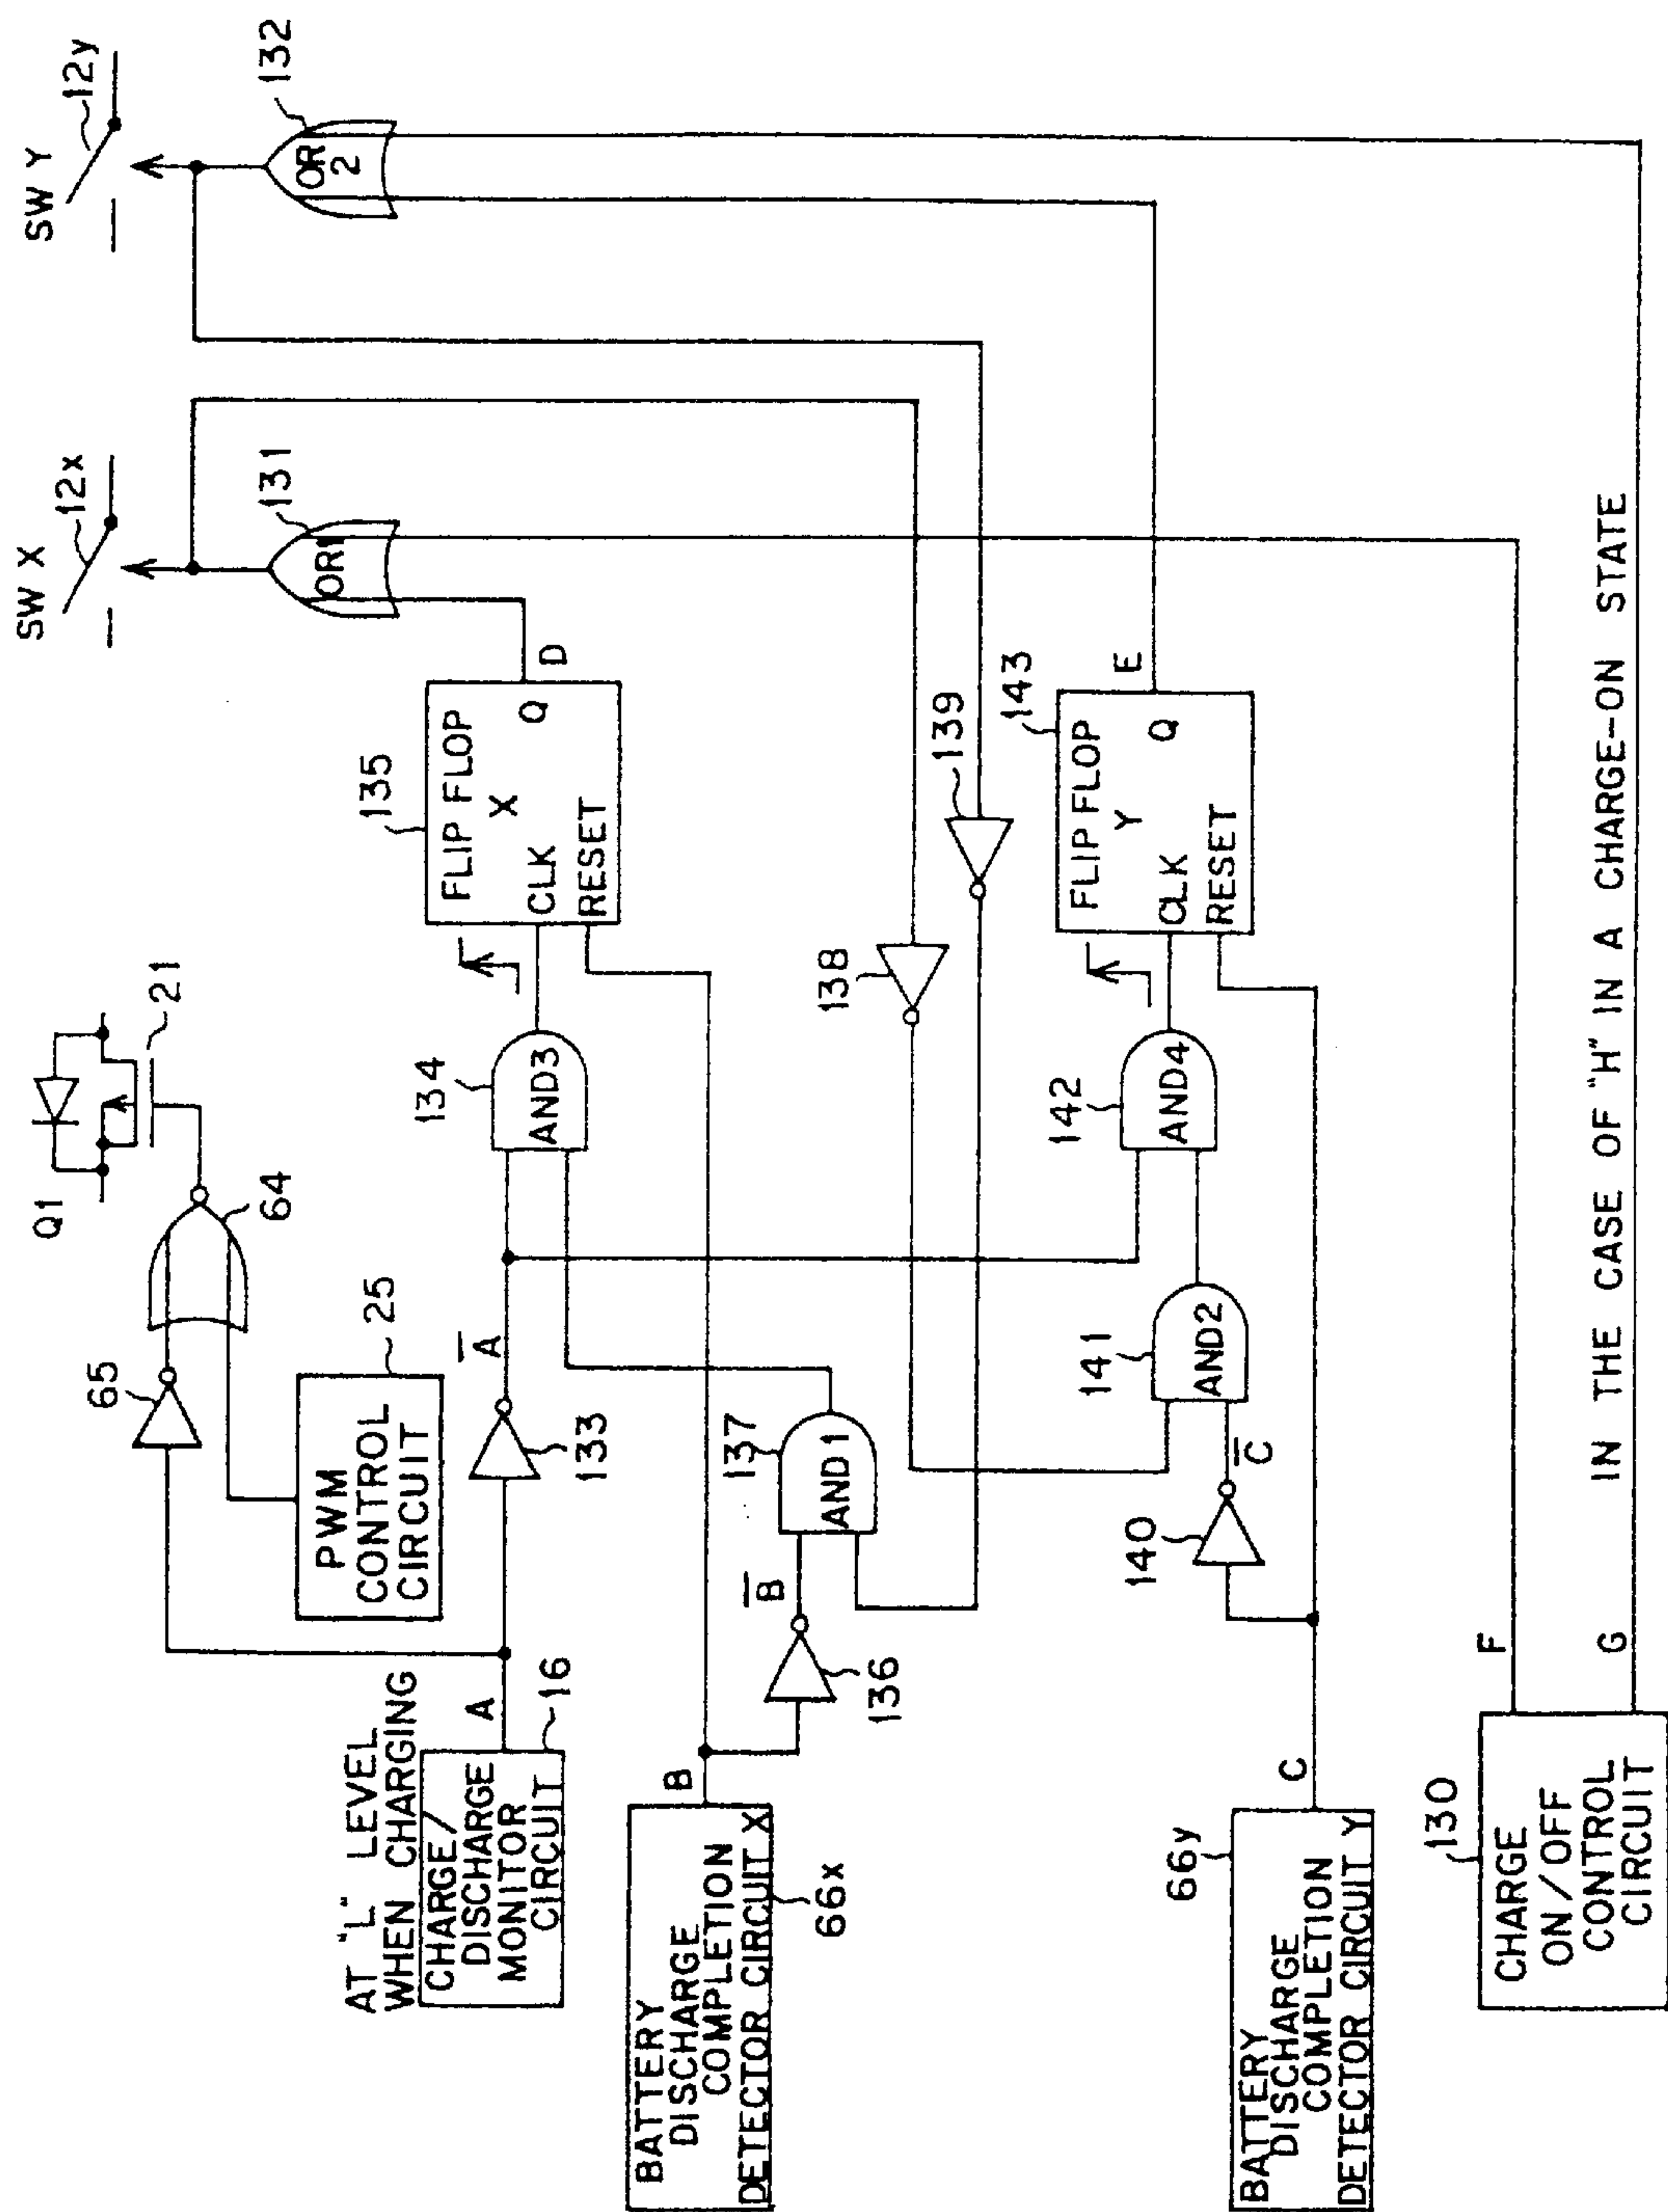 SW X
12x
SW Y
12y
131
OR1
132
OR
2
Q1
21
64
65
25
PWM
CONTROL
CIRCUIT
AT "L" LEVEL
WHEN CHARGING
CHARGE/
DISCHARGE
MONITOR
CIRCUIT
16
A
A̅
133
134
AND3
135
FLIP FLOP
X
CLK
Q
RESET
D
BATTERY
DISCHARGE
COMPLETION
DETECTOR CIRCUIT X
66x
B
B̅
136
137
AND1
138
139
BATTERY
DISCHARGE
COMPLETION
DETECTOR CIRCUIT Y
66y
C
C̅
140
141
AND2
142
AND4
143
FLIP FLOP
Y
CLK
Q
RESET
E
130
CHARGE
ON/OFF
CONTROL
CIRCUIT
F
G
IN THE CASE OF "H" IN A CHARGE-ON STATE